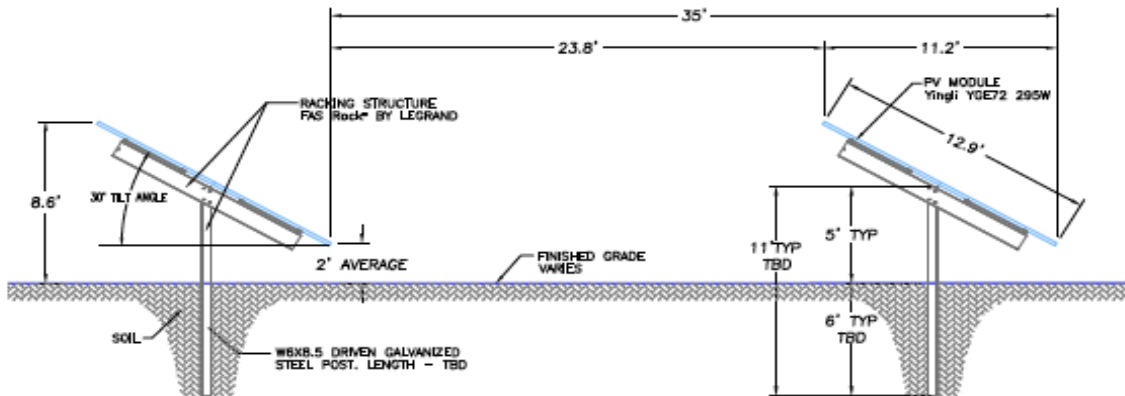 35'
23.8'
11.2'
RACKING STRUCTURE
FAS Rack™ BY LEGRAND
PV MODULE
Yingli YGE72 295W
12.9'
8.6'
30° TILT ANGLE
2' AVERAGE
FINISHED GRADE
VARIES
11' TYP
TBD
5' TYP
6' TYP
TBD
SOIL
W6X8.5 DRIVEN GALVANIZED
STEEL POST. LENGTH - TBD